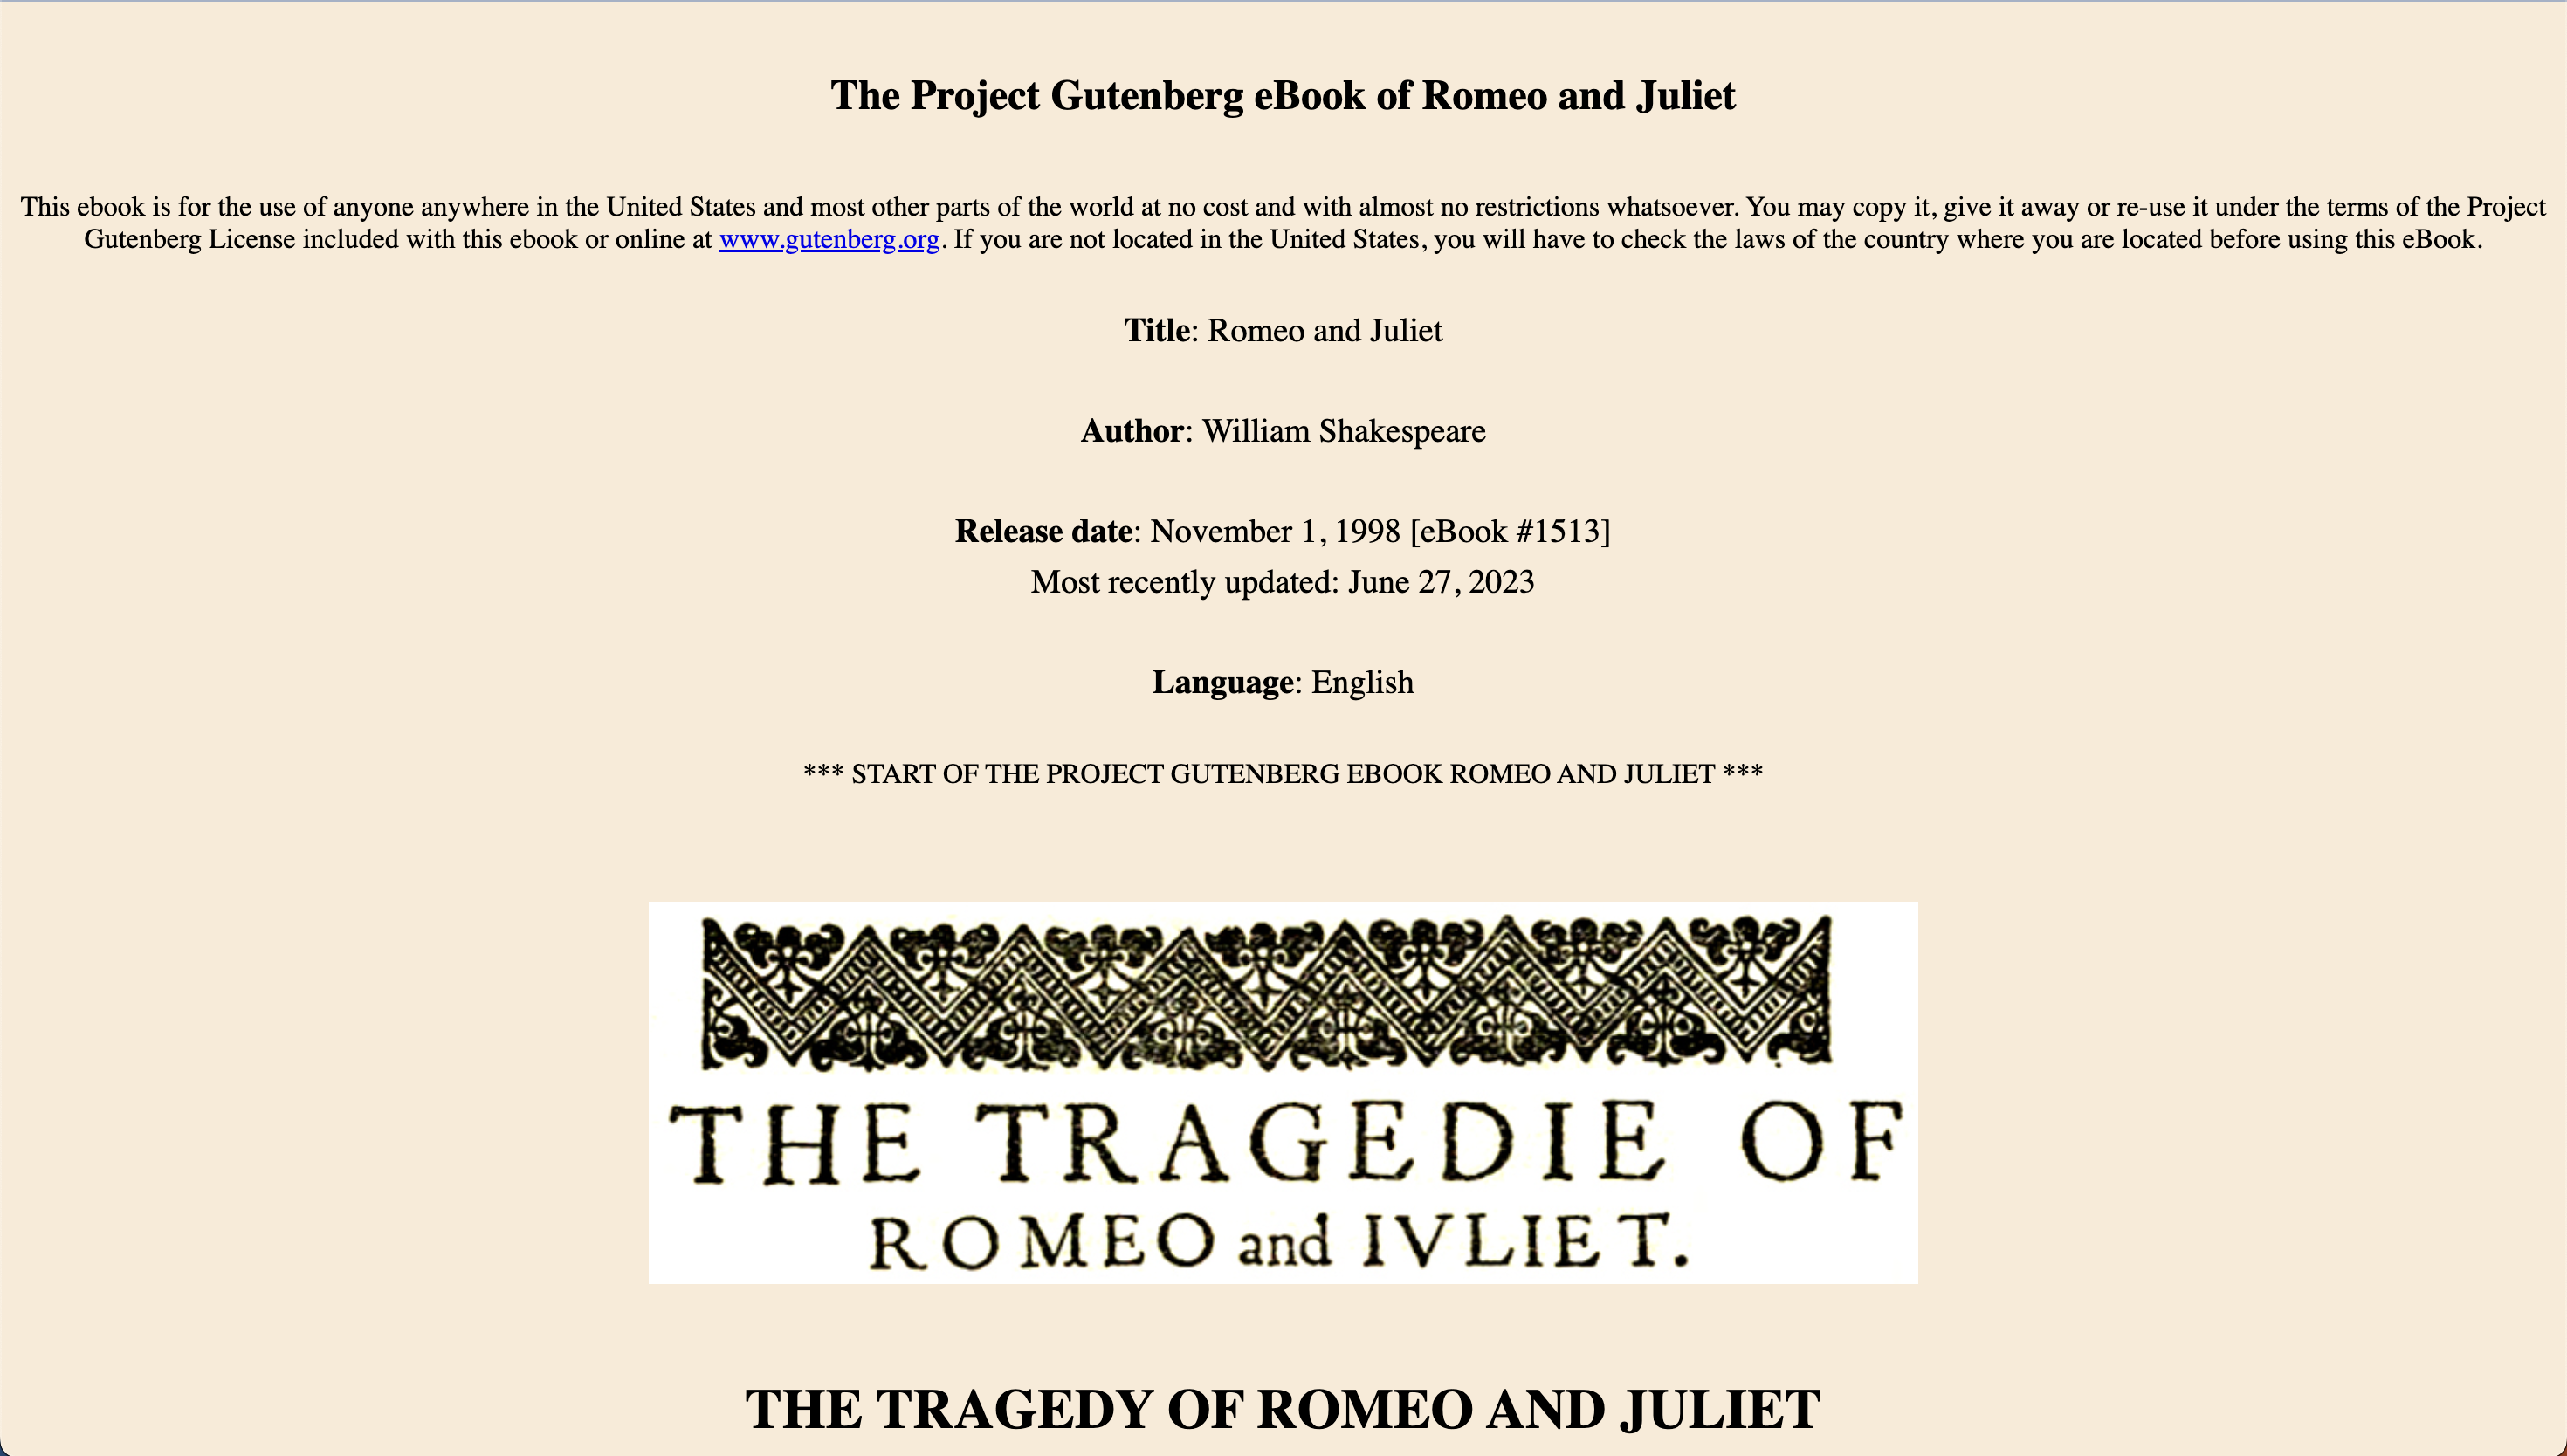 The Project Gutenberg eBook of Romeo and Juliet
This ebook is for the use of anyone anywhere in the United States and most other parts of the world at no cost and with almost no restrictions whatsoever. You may copy it, give it away or re-use it under the terms of the Project
Gutenberg License included with this ebook or online at www.gutenberg.org. If you are not located in the United States, you will have to check the laws of the country where you are located before using this eBook.
Title: Romeo and Juliet
Author: William Shakespeare
Release date: November 1, 1998 [eBook #1513]
Most recently updated: June 27, 2023
Language: English
*** START OF THE PROJECT GUTENBERG EBOOK ROMEO AND JULIET ***
THE TRAGEDIE OF
ROMEO and IVLIET.
THE TRAGEDY OF ROMEO AND JULIET